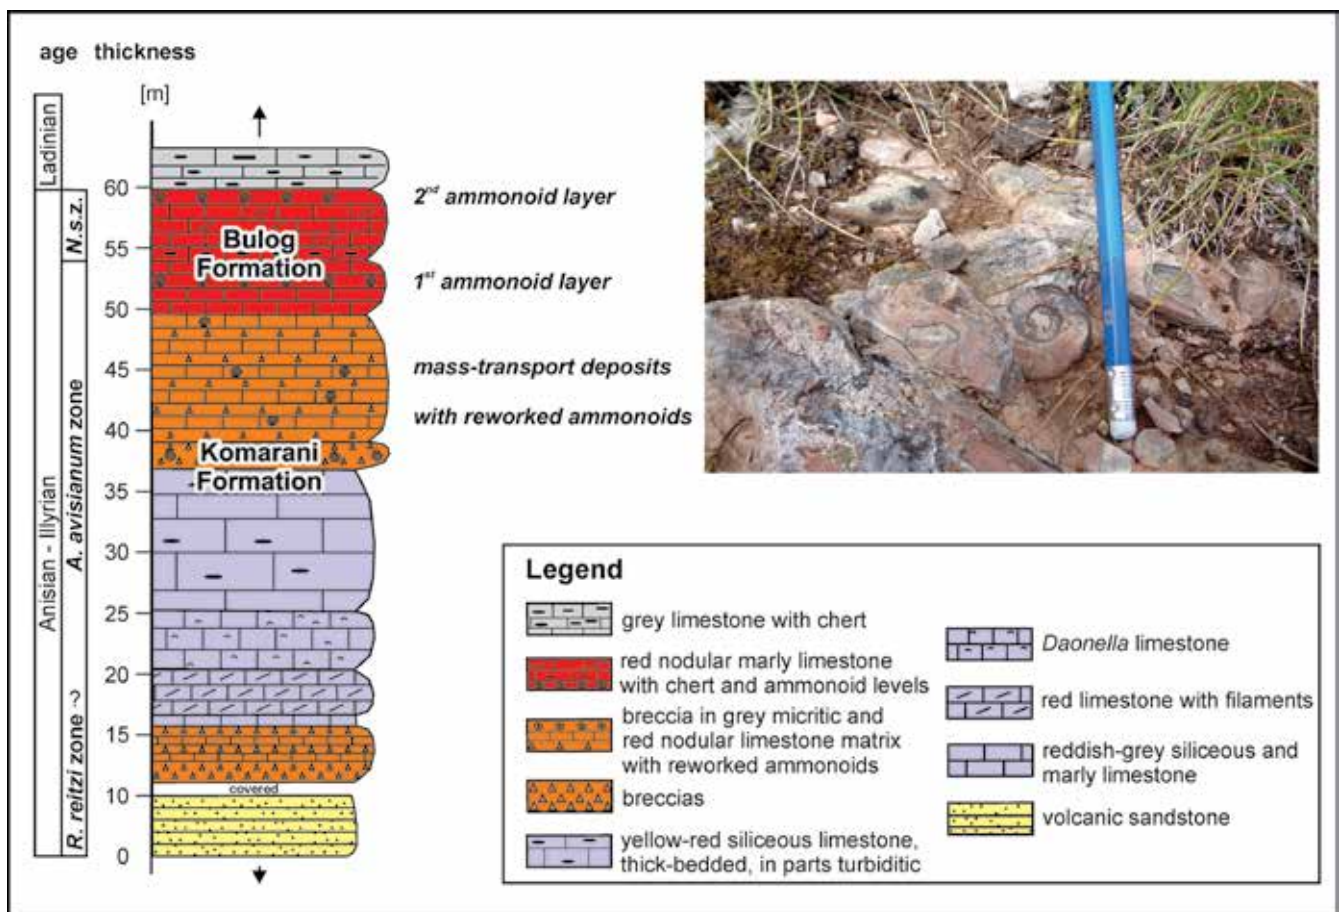 age thickness
[m]
Ladinian
Anisian - Illyrian
N.s.z.
A. avisianum zone
R. reitzi zone ?
60
55
50
45
40
35
30
25
20
15
10
0
Bulog
Formation
Komarani
Formation
covered
2nd ammonoid layer
1st ammonoid layer
mass-transport deposits
with reworked ammonoids
Legend
grey limestone with chert
red nodular marly limestone
with chert and ammonoid levels
breccia in grey micritic and
red nodular limestone matrix
with reworked ammonoids
breccias
yellow-red siliceous limestone,
thick-bedded, in parts turbiditic
Daonella limestone
red limestone with filaments
reddish-grey siliceous and
marly limestone
volcanic sandstone